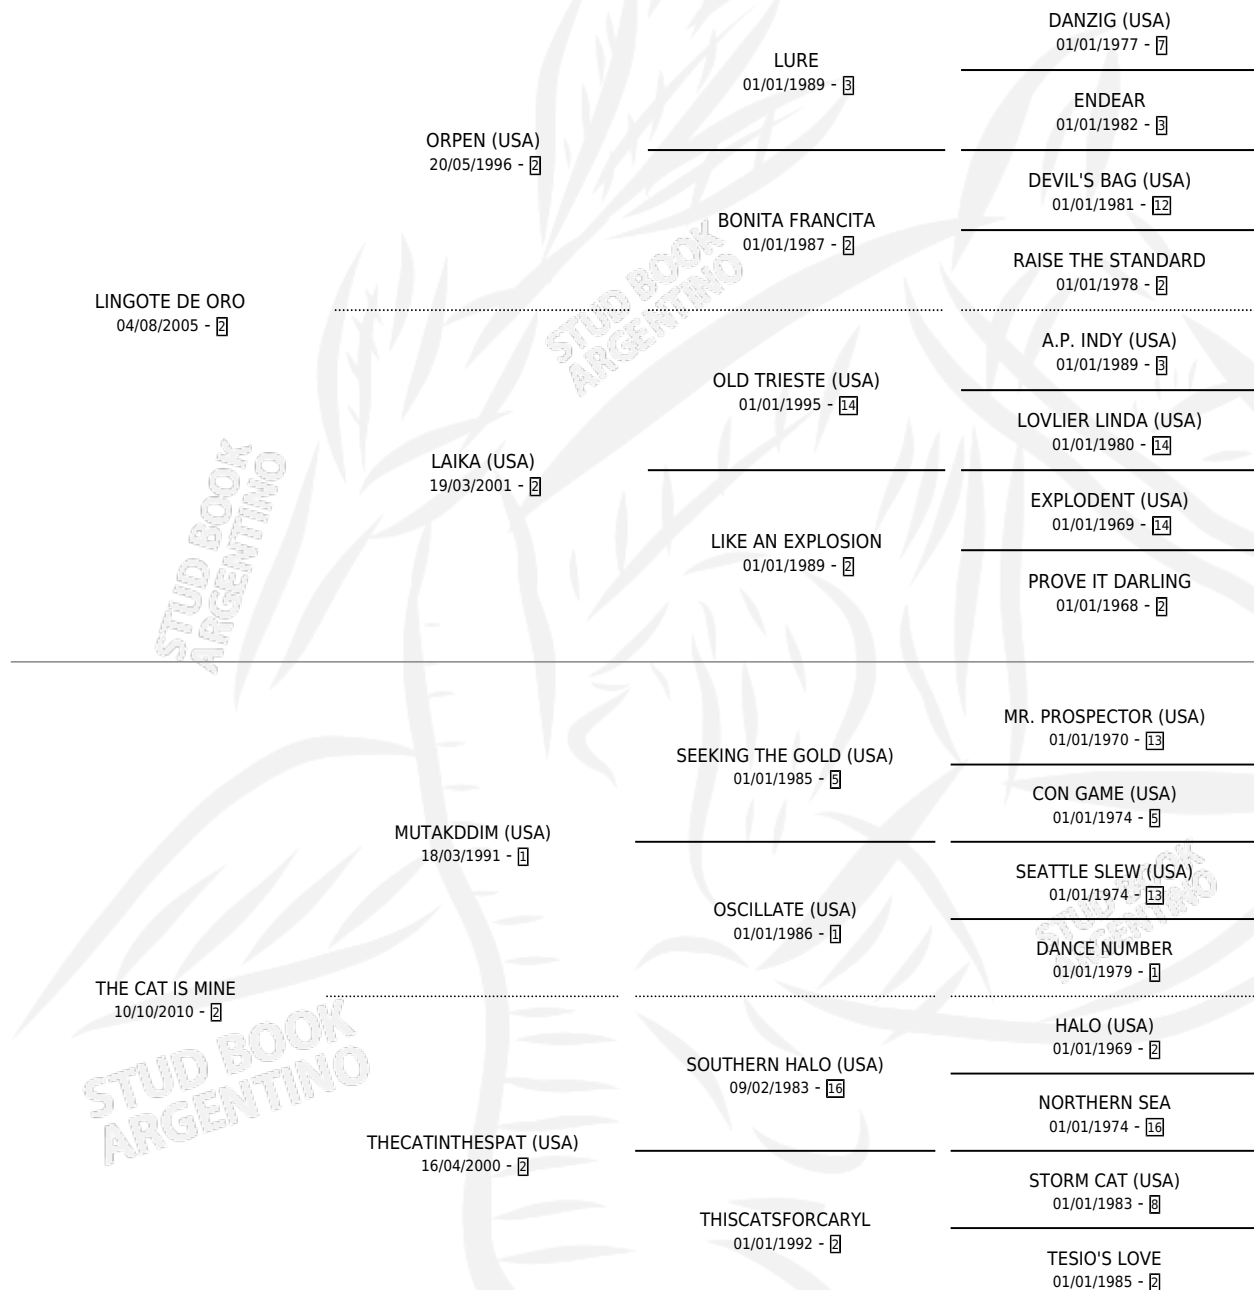 DANZIG (USA)
01/01/1977 - 7
LURE
01/01/1989 - 3
ENDEAR
01/01/1982 - 3
ORPEN (USA)
20/05/1996 - 2
DEVIL'S BAG (USA)
01/01/1981 - 12
BONITA FRANCITA
01/01/1987 - 2
RAISE THE STANDARD
01/01/1978 - 2
LINGOTE DE ORO
04/08/2005 - 2
STUD BOOK
ARGENTINO
A.P. INDY (USA)
01/01/1989 - 3
OLD TRIESTE (USA)
01/01/1995 - 14
LOVLIER LINDA (USA)
01/01/1980 - 14
LAIKA (USA)
19/03/2001 - 2
EXPLODENT (USA)
01/01/1969 - 14
LIKE AN EXPLOSION
01/01/1989 - 2
PROVE IT DARLING
01/01/1968 - 2
STUD BOOK
ARGENTINO
MR. PROSPECTOR (USA)
01/01/1970 - 13
SEEKING THE GOLD (USA)
01/01/1985 - 5
CON GAME (USA)
01/01/1974 - 5
MUTAKDDIM (USA)
18/03/1991 - 1
SEATTLE SLEW (USA)
01/01/1974 - 13
OSCILLATE (USA)
01/01/1986 - 1
STUD BOOK
ARGENTINO
DANCE NUMBER
01/01/1979 - 1
THE CAT IS MINE
10/10/2010 - 2
HALO (USA)
01/01/1969 - 2
SOUTHERN HALO (USA)
09/02/1983 - 16
NORTHERN SEA
01/01/1974 - 16
STUD BOOK
ARGENTINO
THECATINTHESPAT (USA)
16/04/2000 - 2
STORM CAT (USA)
01/01/1983 - 8
THISCATSFORCARYL
01/01/1992 - 2
TESIO'S LOVE
01/01/1985 - 2